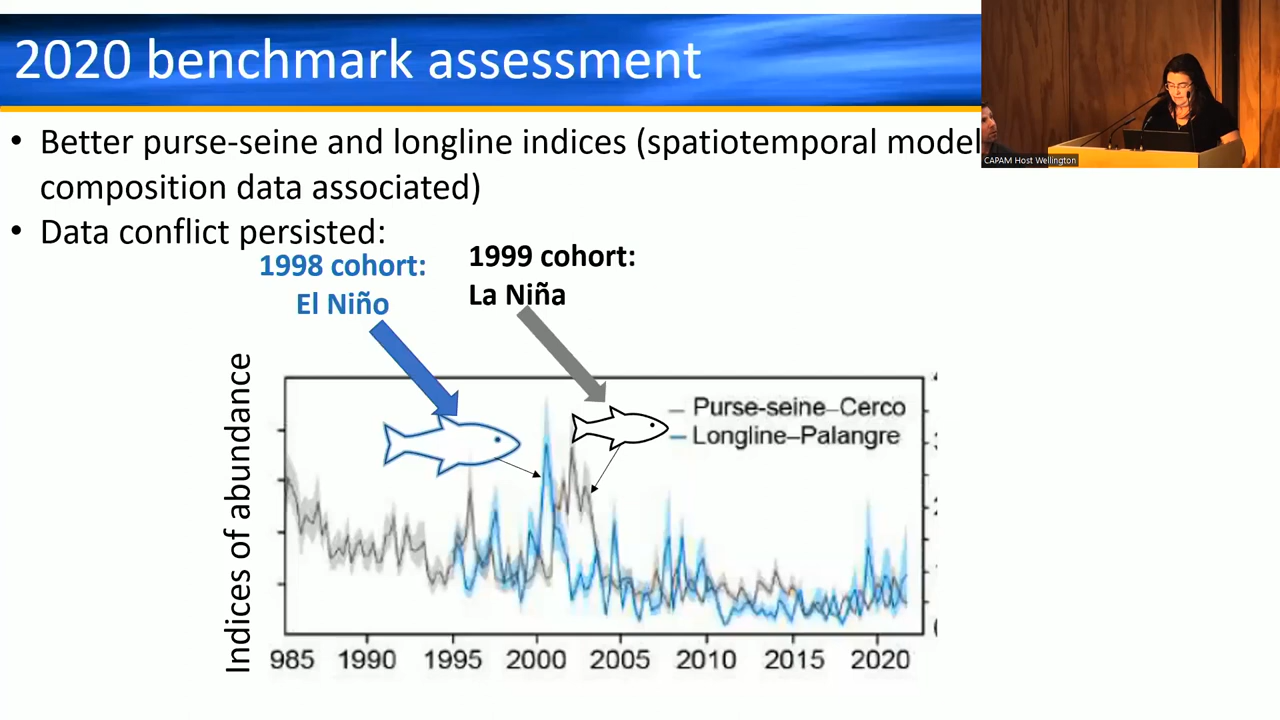 2020 benchmark assessment
• Better purse-seine and longline indices (spatiotemporal model
composition data associated)
• Data conflict persisted:
1998 cohort:
El Niño
1999 cohort:
La Niña
Indices of abundance
Purse-seine–Cerco
Longline–Palangre
985 1990 1995 2000 2005 2010 2015 2020
CAPAM Host Wellington